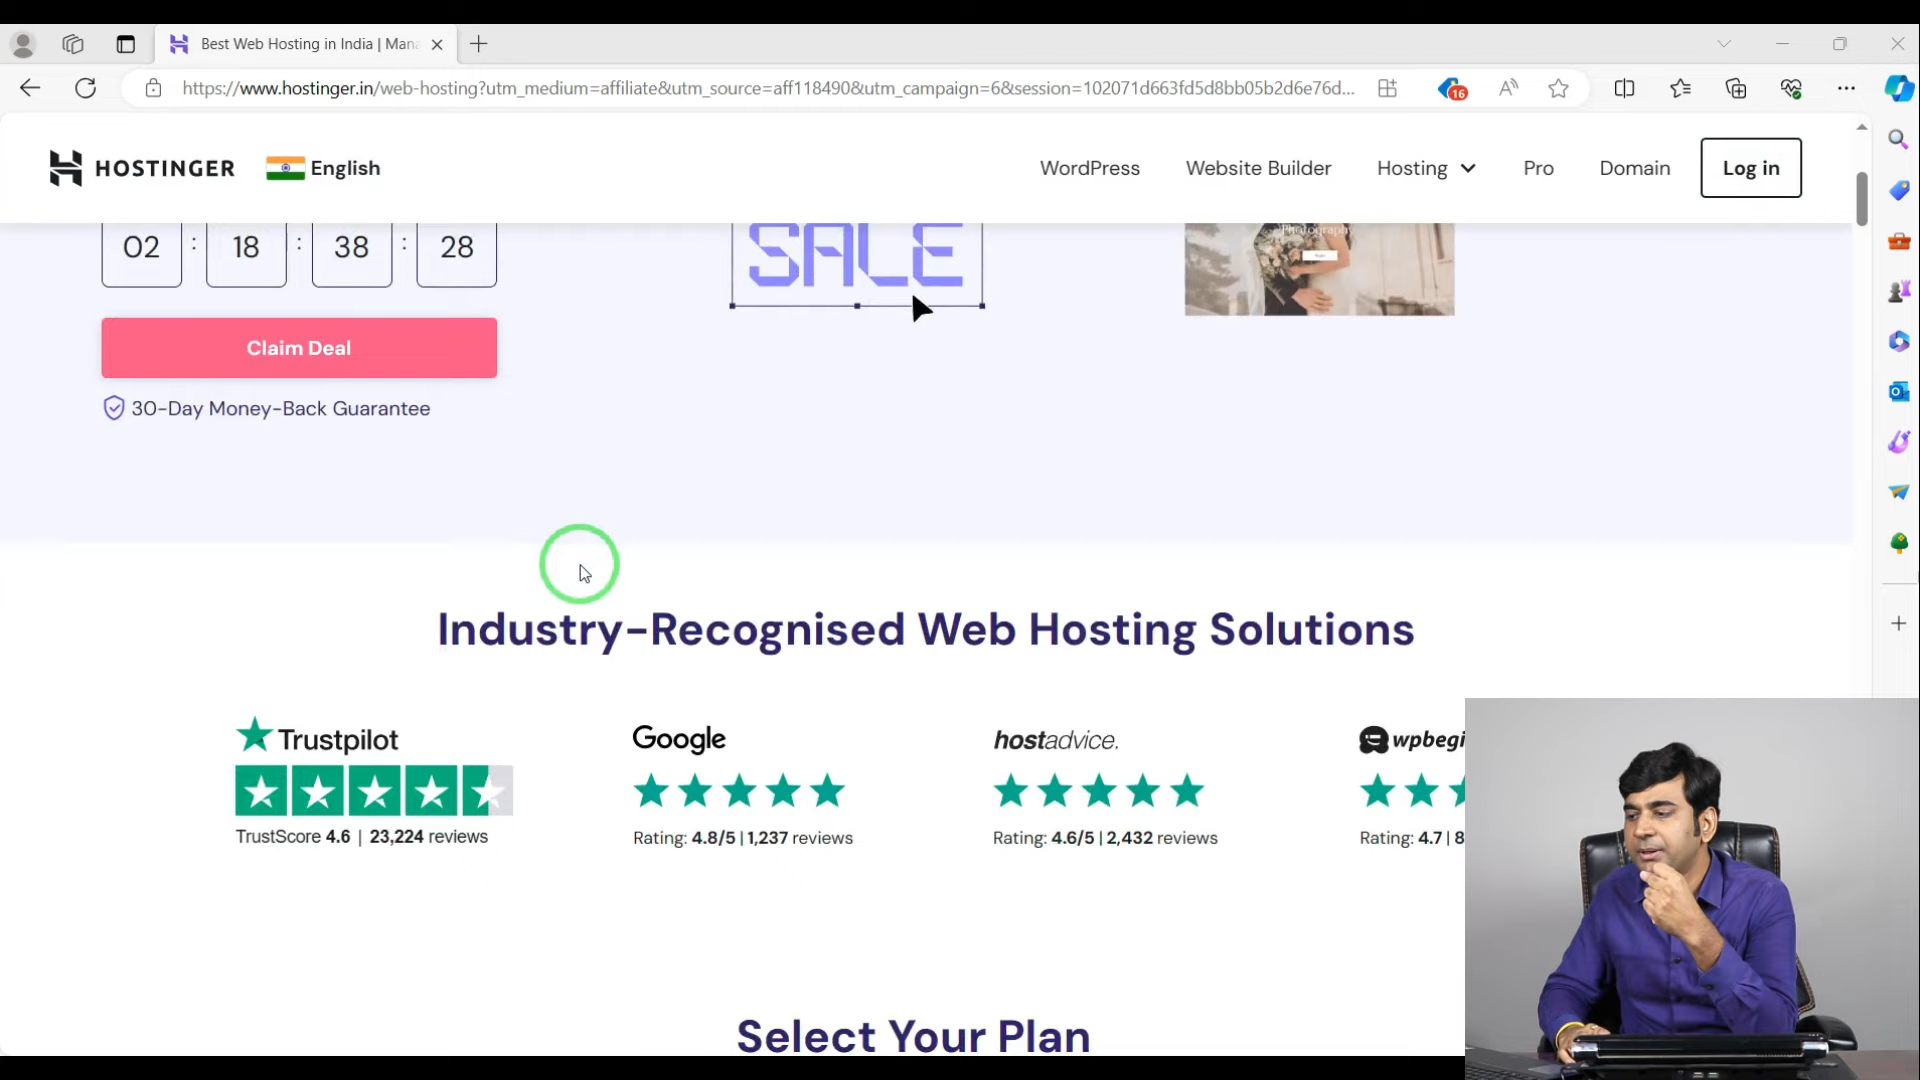 Best Web Hosting in India | Mana
https://www.hostinger.in/web-hosting?utm_medium=affiliate&utm_source=aff118490&utm_campaign=6&session=102071d663fd5d8bb05b2d6e76d...
16
HOSTINGER
English
WordPress
Website Builder
Hosting
Pro
Domain
Log in
02 : 18 : 38 : 28
SALE
Photography
Claim Deal
30-Day Money-Back Guarantee
Industry-Recognised Web Hosting Solutions
Trustpilot
TrustScore 4.6 | 23,224 reviews
Google
Rating: 4.8/5 | 1,237 reviews
hostadvice.
Rating: 4.6/5 | 2,432 reviews
wpbegi
Rating: 4.7 | 8
Select Your Plan